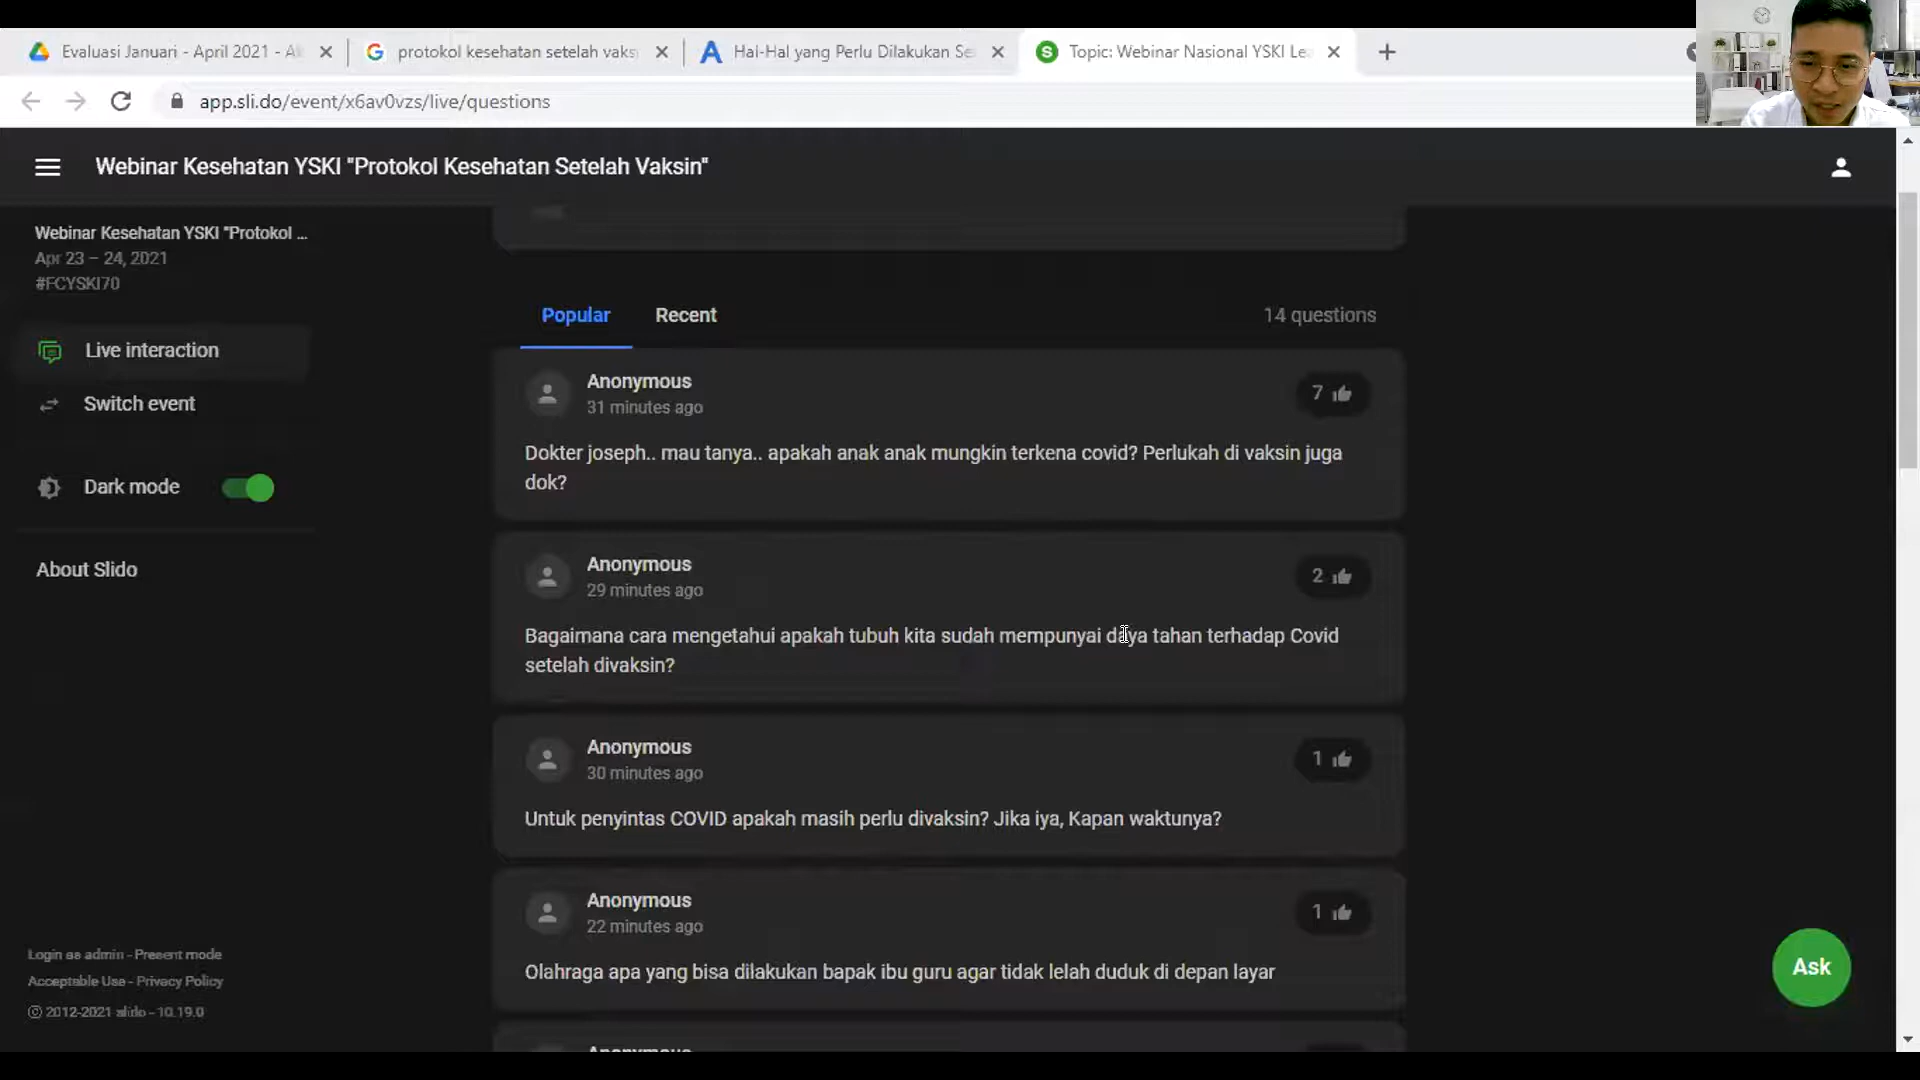 Evaluasi Januari - April 2021 - A
protokol kesehatan setelah vaks
Hal-Hal yang Perlu Dilakukan Se
Topic: Webinar Nasional YSKI Le
app.sli.do/event/x6av0vzs/live/questions
Webinar Kesehatan YSKI "Protokol Kesehatan Setelah Vaksin"
Webinar Kesehatan YSKI "Protokol ...
Apr 23 – 24, 2021
#FCYSKI70
Live interaction
Switch event
Dark mode
About Slido
Popular
Recent
14 questions
Anonymous
7
31 minutes ago
Dokter joseph.. mau tanya.. apakah anak anak mungkin terkena covid? Perlukah di vaksin juga
dok?
Anonymous
2
29 minutes ago
Bagaimana cara mengetahui apakah tubuh kita sudah mempunyai daya tahan terhadap Covid
setelah divaksin?
Anonymous
1
30 minutes ago
Untuk penyintas COVID apakah masih perlu divaksin? Jika iya, Kapan waktunya?
Anonymous
1
22 minutes ago
Olahraga apa yang bisa dilakukan bapak ibu guru agar tidak lelah duduk di depan layar
Anonymous
Login as admin - Present mode
Acceptable Use - Privacy Policy
© 2012-2021 slido - 10.19.0
Ask